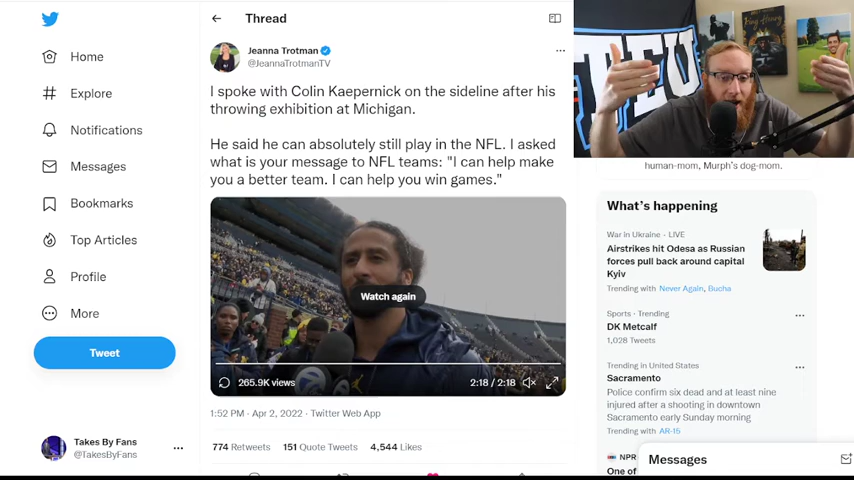 Home
Explore
Notifications
Messages
Bookmarks
Top Articles
Profile
More
Tweet
Takes By Fans
@TakesByFans
Thread
Jeanna Trotman
@JeannaTrotmanTV
I spoke with Colin Kaepernick on the sideline after his
throwing exhibition at Michigan.
He said he can absolutely still play in the NFL. I asked
what is your message to NFL teams: "I can help make
you a better team. I can help you win games."
Watch again
265.9K views
2:18 / 2:18
1:52 PM · Apr 2, 2022 · Twitter Web App
774 Retweets 151 Quote Tweets 4,544 Likes
human-mom, Murph's dog-mom.
What's happening
War in Ukraine · LIVE
Airstrikes hit Odesa as Russian
forces pull back around capital
Kyiv
Trending with Never Again, Bucha
Sports · Trending
DK Metcalf
1,028 Tweets
Trending in United States
Sacramento
Police confirm six dead and at least nine
injured after a shooting in downtown
Sacramento early Sunday morning
Trending with AR-15
NPR
One of
Messages